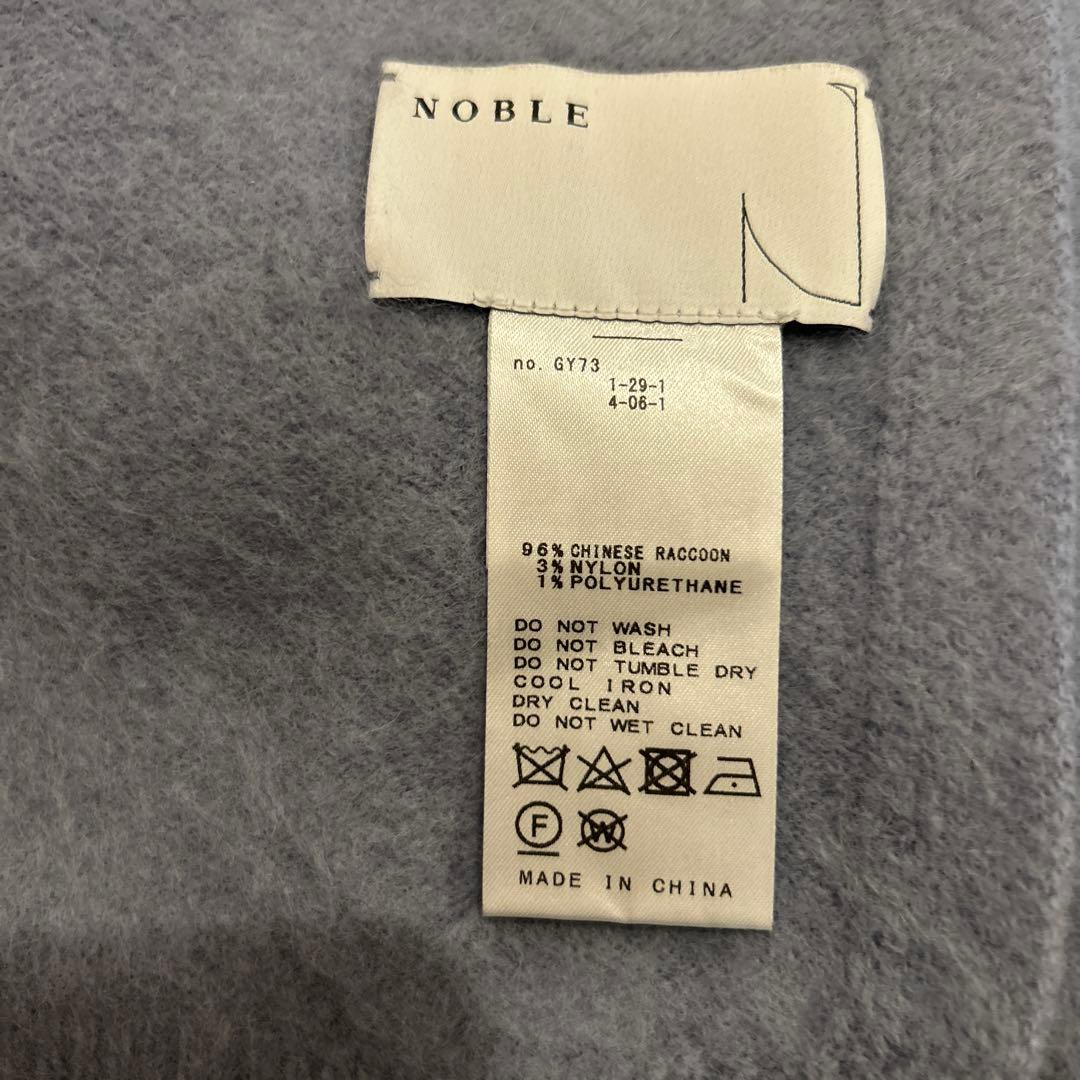 NOBLE
no. GY73
1-29-1
4-06-1
96% CHINESE RACCOON
3% NYLON
1% POLYURETHANE
DO NOT WASH
DO NOT BLEACH
DO NOT TUMBLE DRY
COOL IRON
DRY CLEAN
DO NOT WET CLEAN
F W
MADE IN CHINA